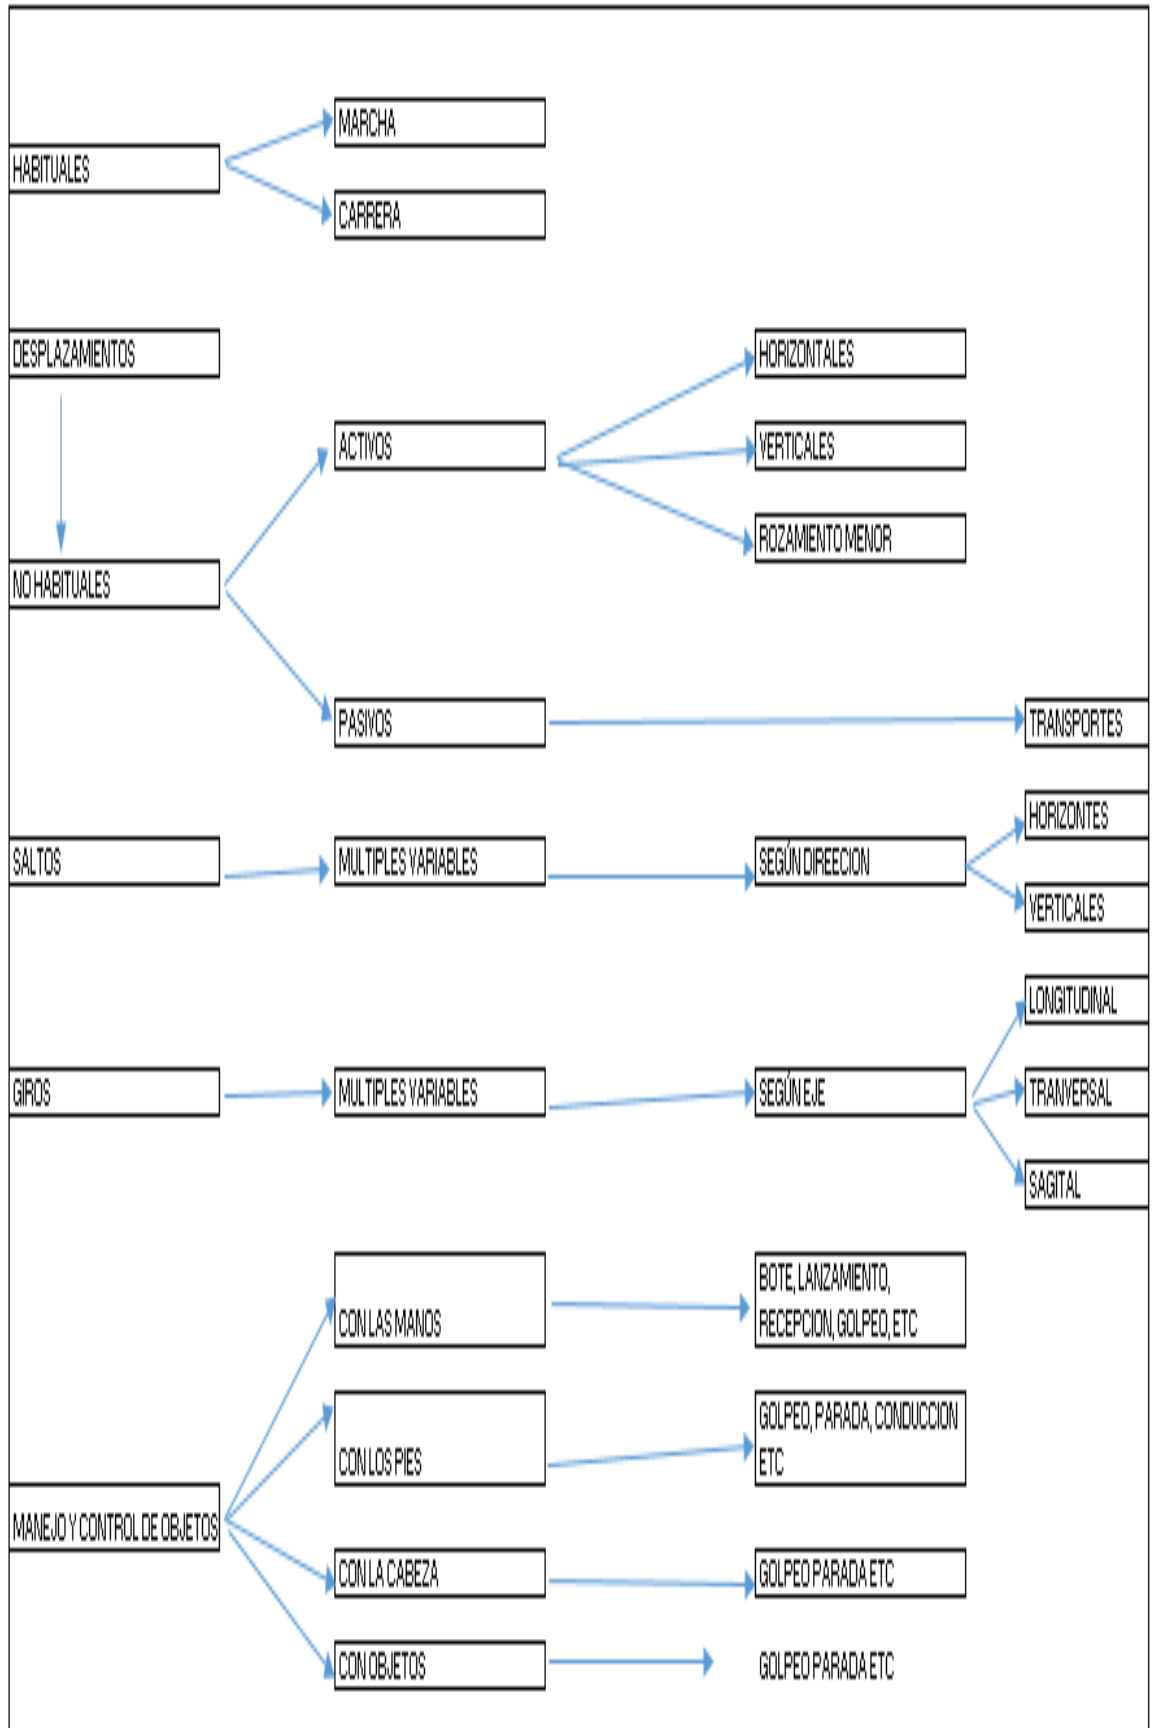 MARCHA
HABITUALES
CARRERA
DESPLAZAMIENTOS
HORIZONTALES
ACTIVOS
VERTICALES
ROZAMIENTO MENOR
NO HABITUALES
PASIVOS
TRANSPORTES
HORIZONTES
SALTOS
MULTIPLES VARIABLES
SEGÚN DIREECION
VERTICALES
LONGITUDINAL
GIROS
MULTIPLES VARIABLES
SEGÚN EJE
TRANVERSAL
SAGITAL
CON LAS MANOS
BOTE, LANZAMIENTO,
RECEPCION, GOLPEO, ETC
CON LOS PIES
GOLPEO, PARADA, CONDUCCION
ETC
MANEJO Y CONTROL DE OBJETOS
CON LA CABEZA
GOLPEO PARADA ETC
CON OBJETOS
GOLPEO PARADA ETC